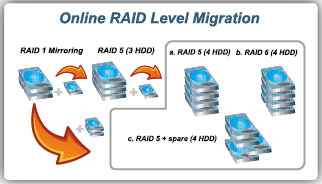 Online RAID Level Migration
RAID 1 Mirroring
RAID 5 (3 HDD)
a. RAID 5 (4 HDD)
b. RAID 6 (4 HDD)
+
+
+
c. RAID 5 + spare (4 HDD)